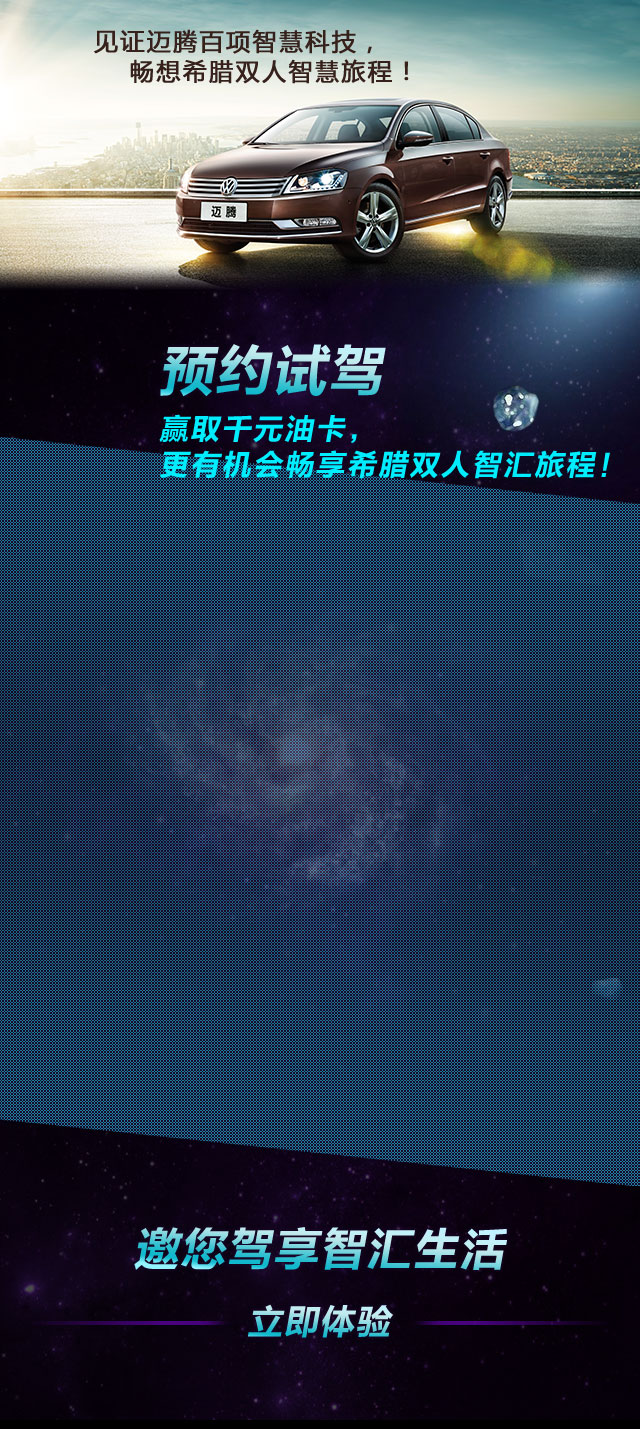 见证迈腾百项智慧科技，
畅想希腊双人智慧旅程！
迈腾
预约试驾
赢取千元油卡，
更有机会畅享希腊双人智汇旅程！
邀您驾享智汇生活
立即体验